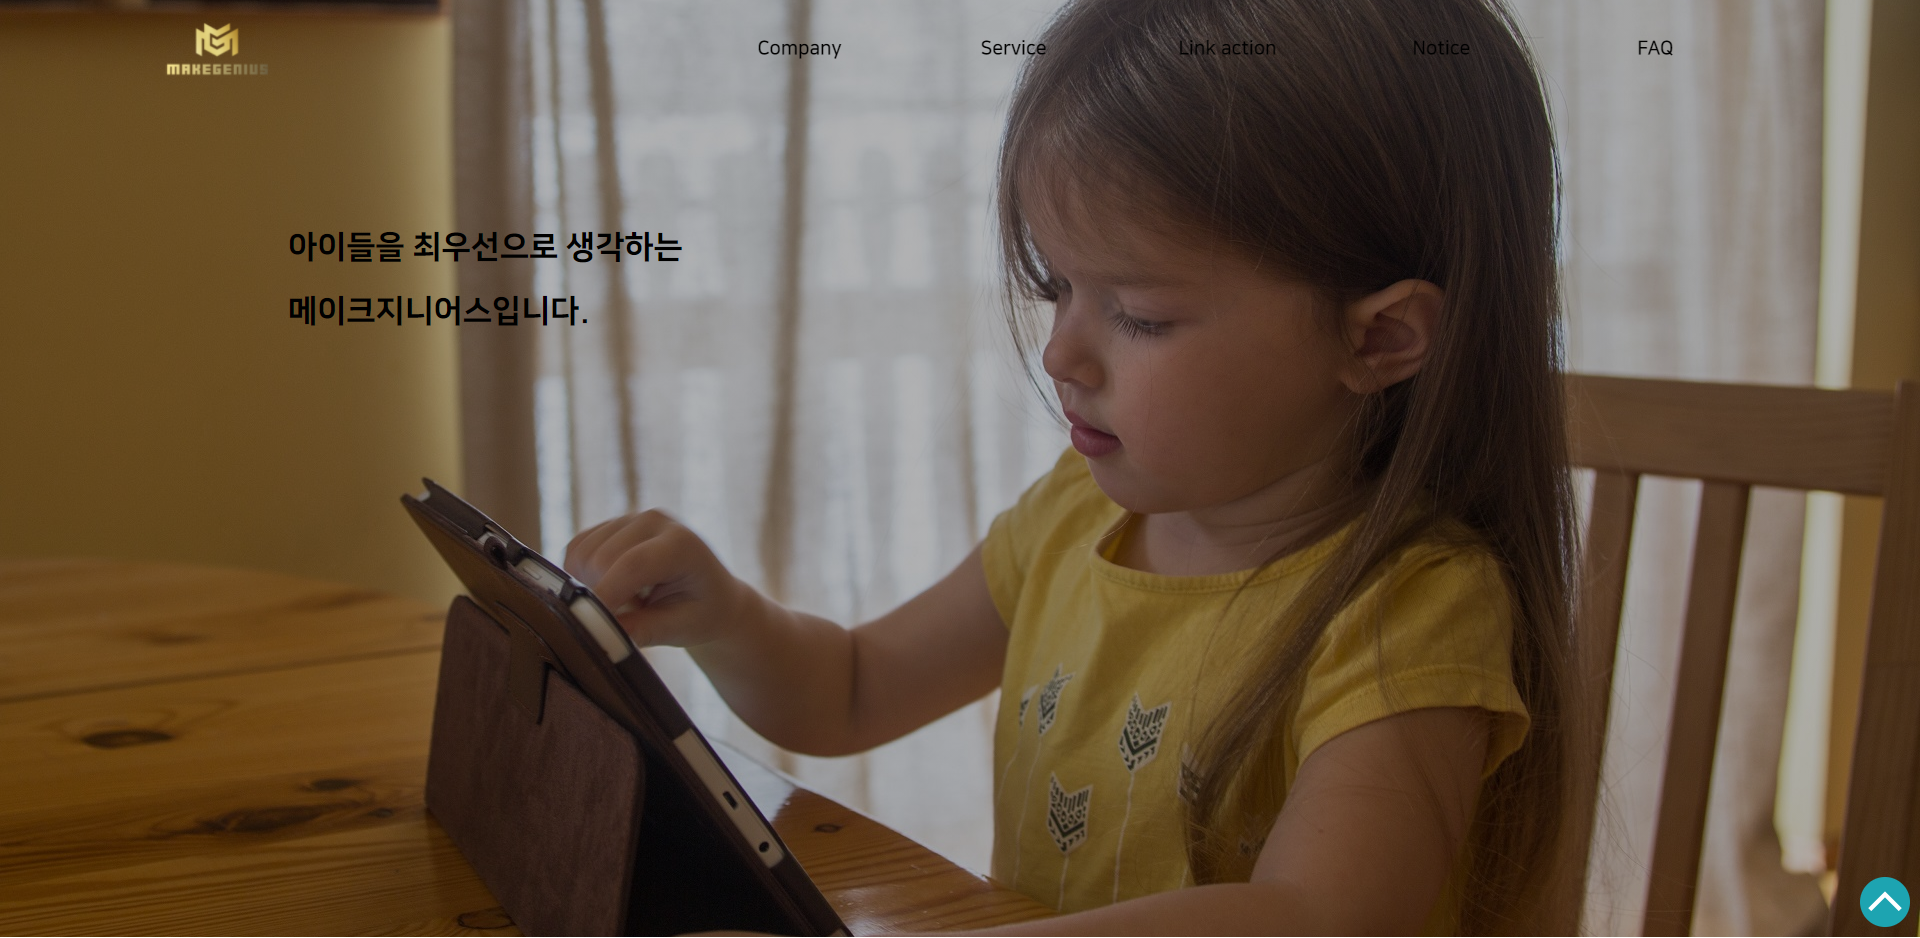 MAKEGENIUS
Company
Service
Link action
Notice
FAQ
아이들을 최우선으로 생각하는
메이크지니어스입니다.